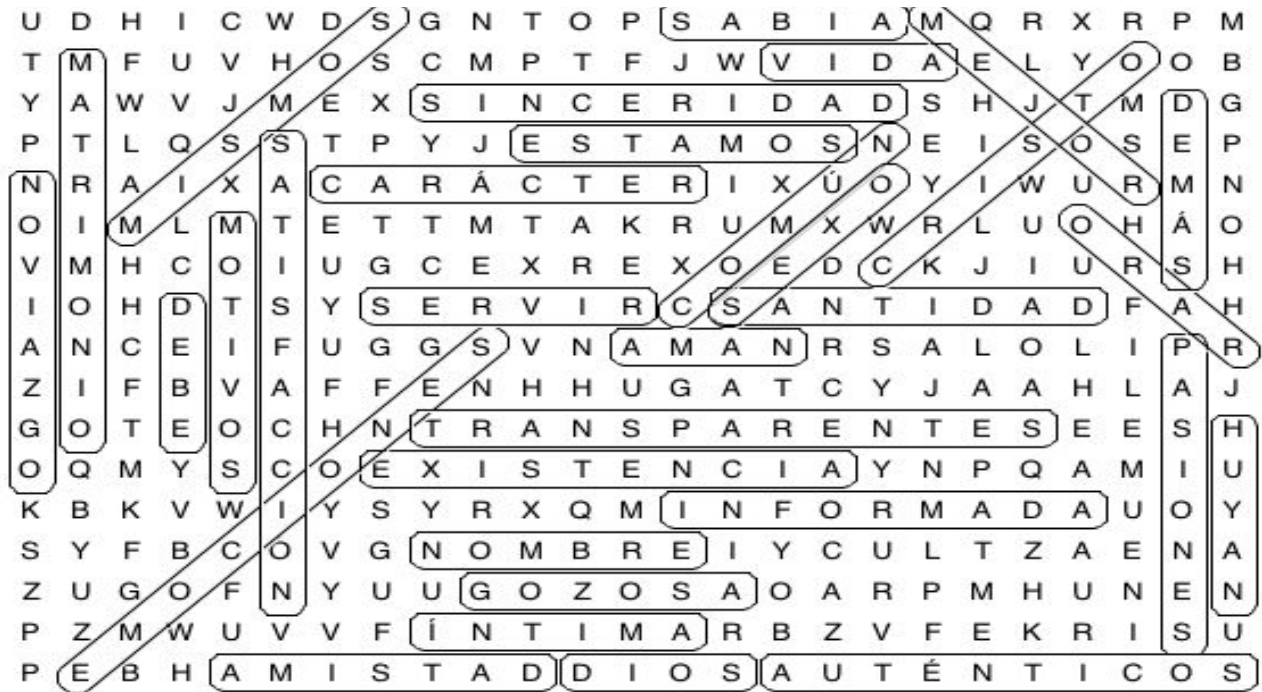 U D H I C W D S G N T O P S A B I A M Q R X R P M
T M F U V H O S C M P T F J W V I D A E L Y O O B
Y A W V J M E X S I N C E R I D A D S H J T M D G
P T L Q S S T P Y J E S T A M O S N E I S O S E P
N R A I X A C A R Á C T E R I X Ú O Y I W U R M N
O I M L M T E T T M T A K R U M X W R L U O H Á O
V M H C O I U G C E X R E X O E D C K J I U R S H
I O H D T S Y S E R V I R C S A N T I D A D F A H
A N C E I F U G G S V N A M A N R S A L O L I P R
Z I F B V A F F E N H H U G A T C Y J A A H L A J
G O T E O C H N T R A N S P A R E N T E S E E S H
O Q M Y S C O E X I S T E N C I A Y N P Q A M I U
K B K V W I Y S Y R X Q M I N F O R M A D A U O Y
S Y F B C O V G N O M B R E I Y C U L T Z A E N A
Z U G O F N Y U U G O Z O S A O A R P M H U N E N
P Z M W U V V F Í N T I M A R B Z V F E K R I S U
P E B H A M I S T A D D I O S A U T É N T I C O S